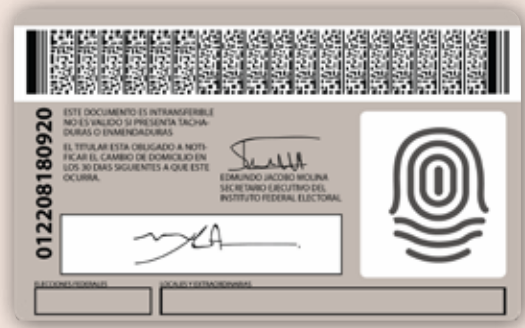 012208180920
ESTE DOCUMENTO ES INTRANSFERIBLE
NO ES VALIDO SI PRESENTA TACHA-
DURAS O ENMENDADURAS
EL TITULAR ESTA OBLIGADO A NOTI-
FICAR EL CAMBIO DE DOMICILIO EN
LOS 30 DIAS SIGUIENTES A QUE ESTE
OCURRA.
EDMUNDO JACOBO MOLINA
SECRETARIO EJECUTIVO DEL
INSTITUTO FEDERAL ELECTORAL
ELECCIONES FEDERALES
LOCALES Y EXTRAORDINARIAS